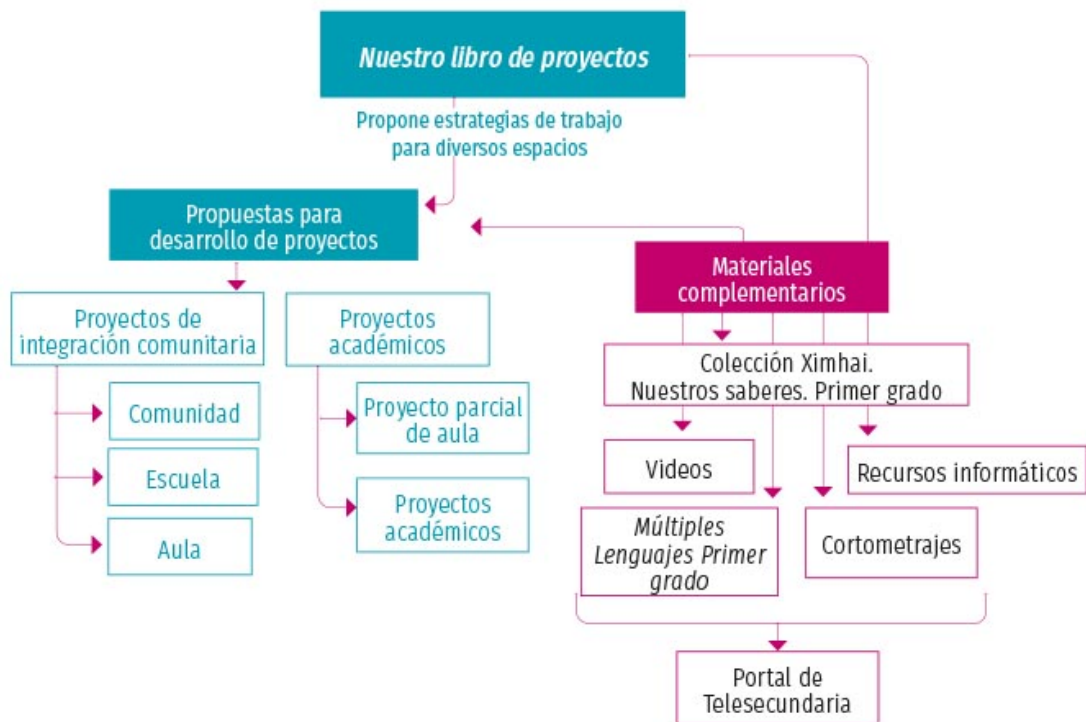 Nuestro libro de proyectos
Propone estrategias de trabajo
para diversos espacios
Propuestas para
desarrollo de proyectos
Proyectos de
integración comunitaria
Comunidad
Escuela
Aula
Proyectos
académicos
Proyecto parcial
de aula
Proyectos
académicos
Materiales
complementarios
Colección Ximhai.
Nuestros saberes. Primer grado
Videos
Recursos informáticos
Múltiples
Lenguajes Primer
grado
Cortometrajes
Portal de
Telesecundaria